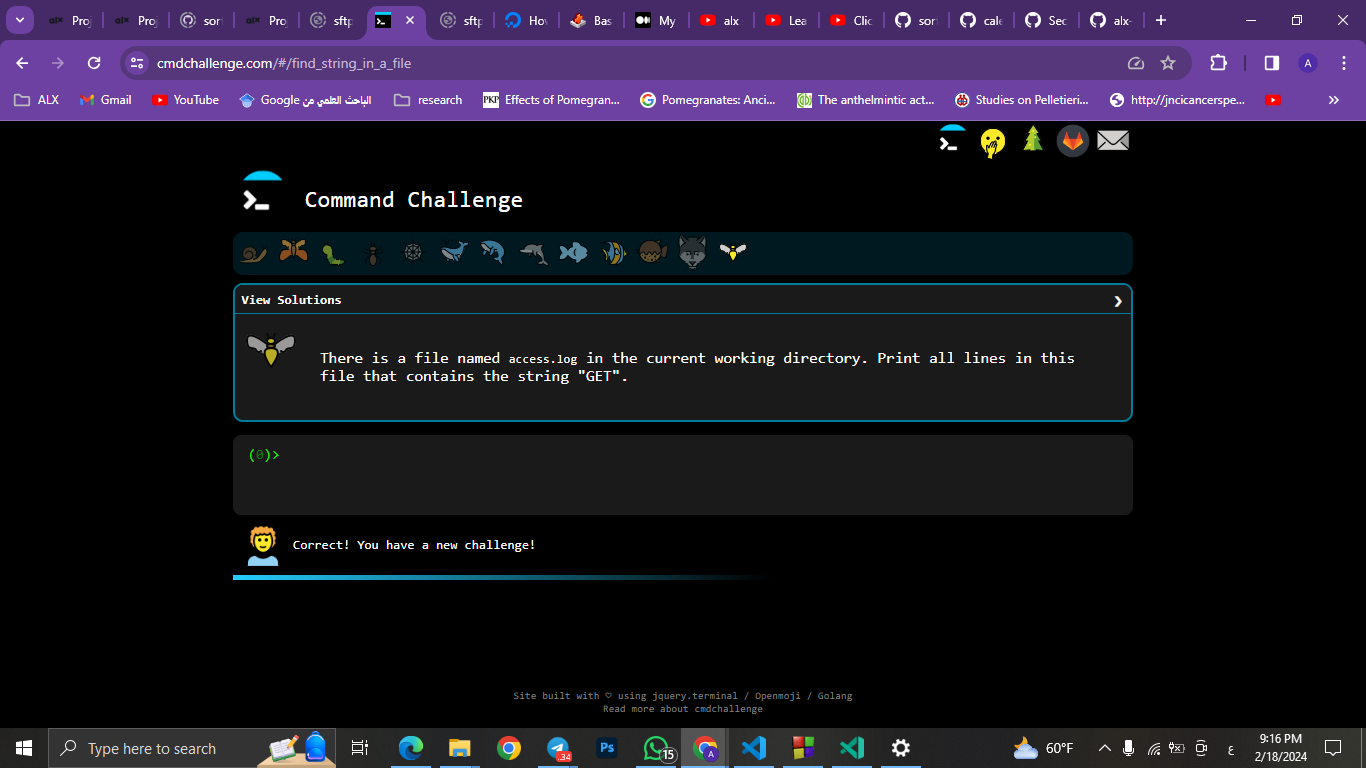 Proj
Proj
sor
Proj
sftp
sftp
Hov
Bas
My
alx
Lea
Clic
sor
cale
Sec
alx-
cmdchallenge.com/#/find_string_in_a_file
A
ALX
Gmail
YouTube
الباحث العلمي من Google
research
PKP
Effects of Pomegran...
Pomegranates: Anci...
The anthelmintic act...
Studies on Pelletieri...
http://jncicancerspe...
Command Challenge
View Solutions
There is a file named access.log in the current working directory. Print all lines in this
file that contains the string "GET".
(0)>
Correct! You have a new challenge!
Site built with ♡ using jquery.terminal / Openmoji / Golang
Read more about cmdchallenge
Type here to search
34
Ps
15
A
60°F
ع
9:16 PM
2/18/2024